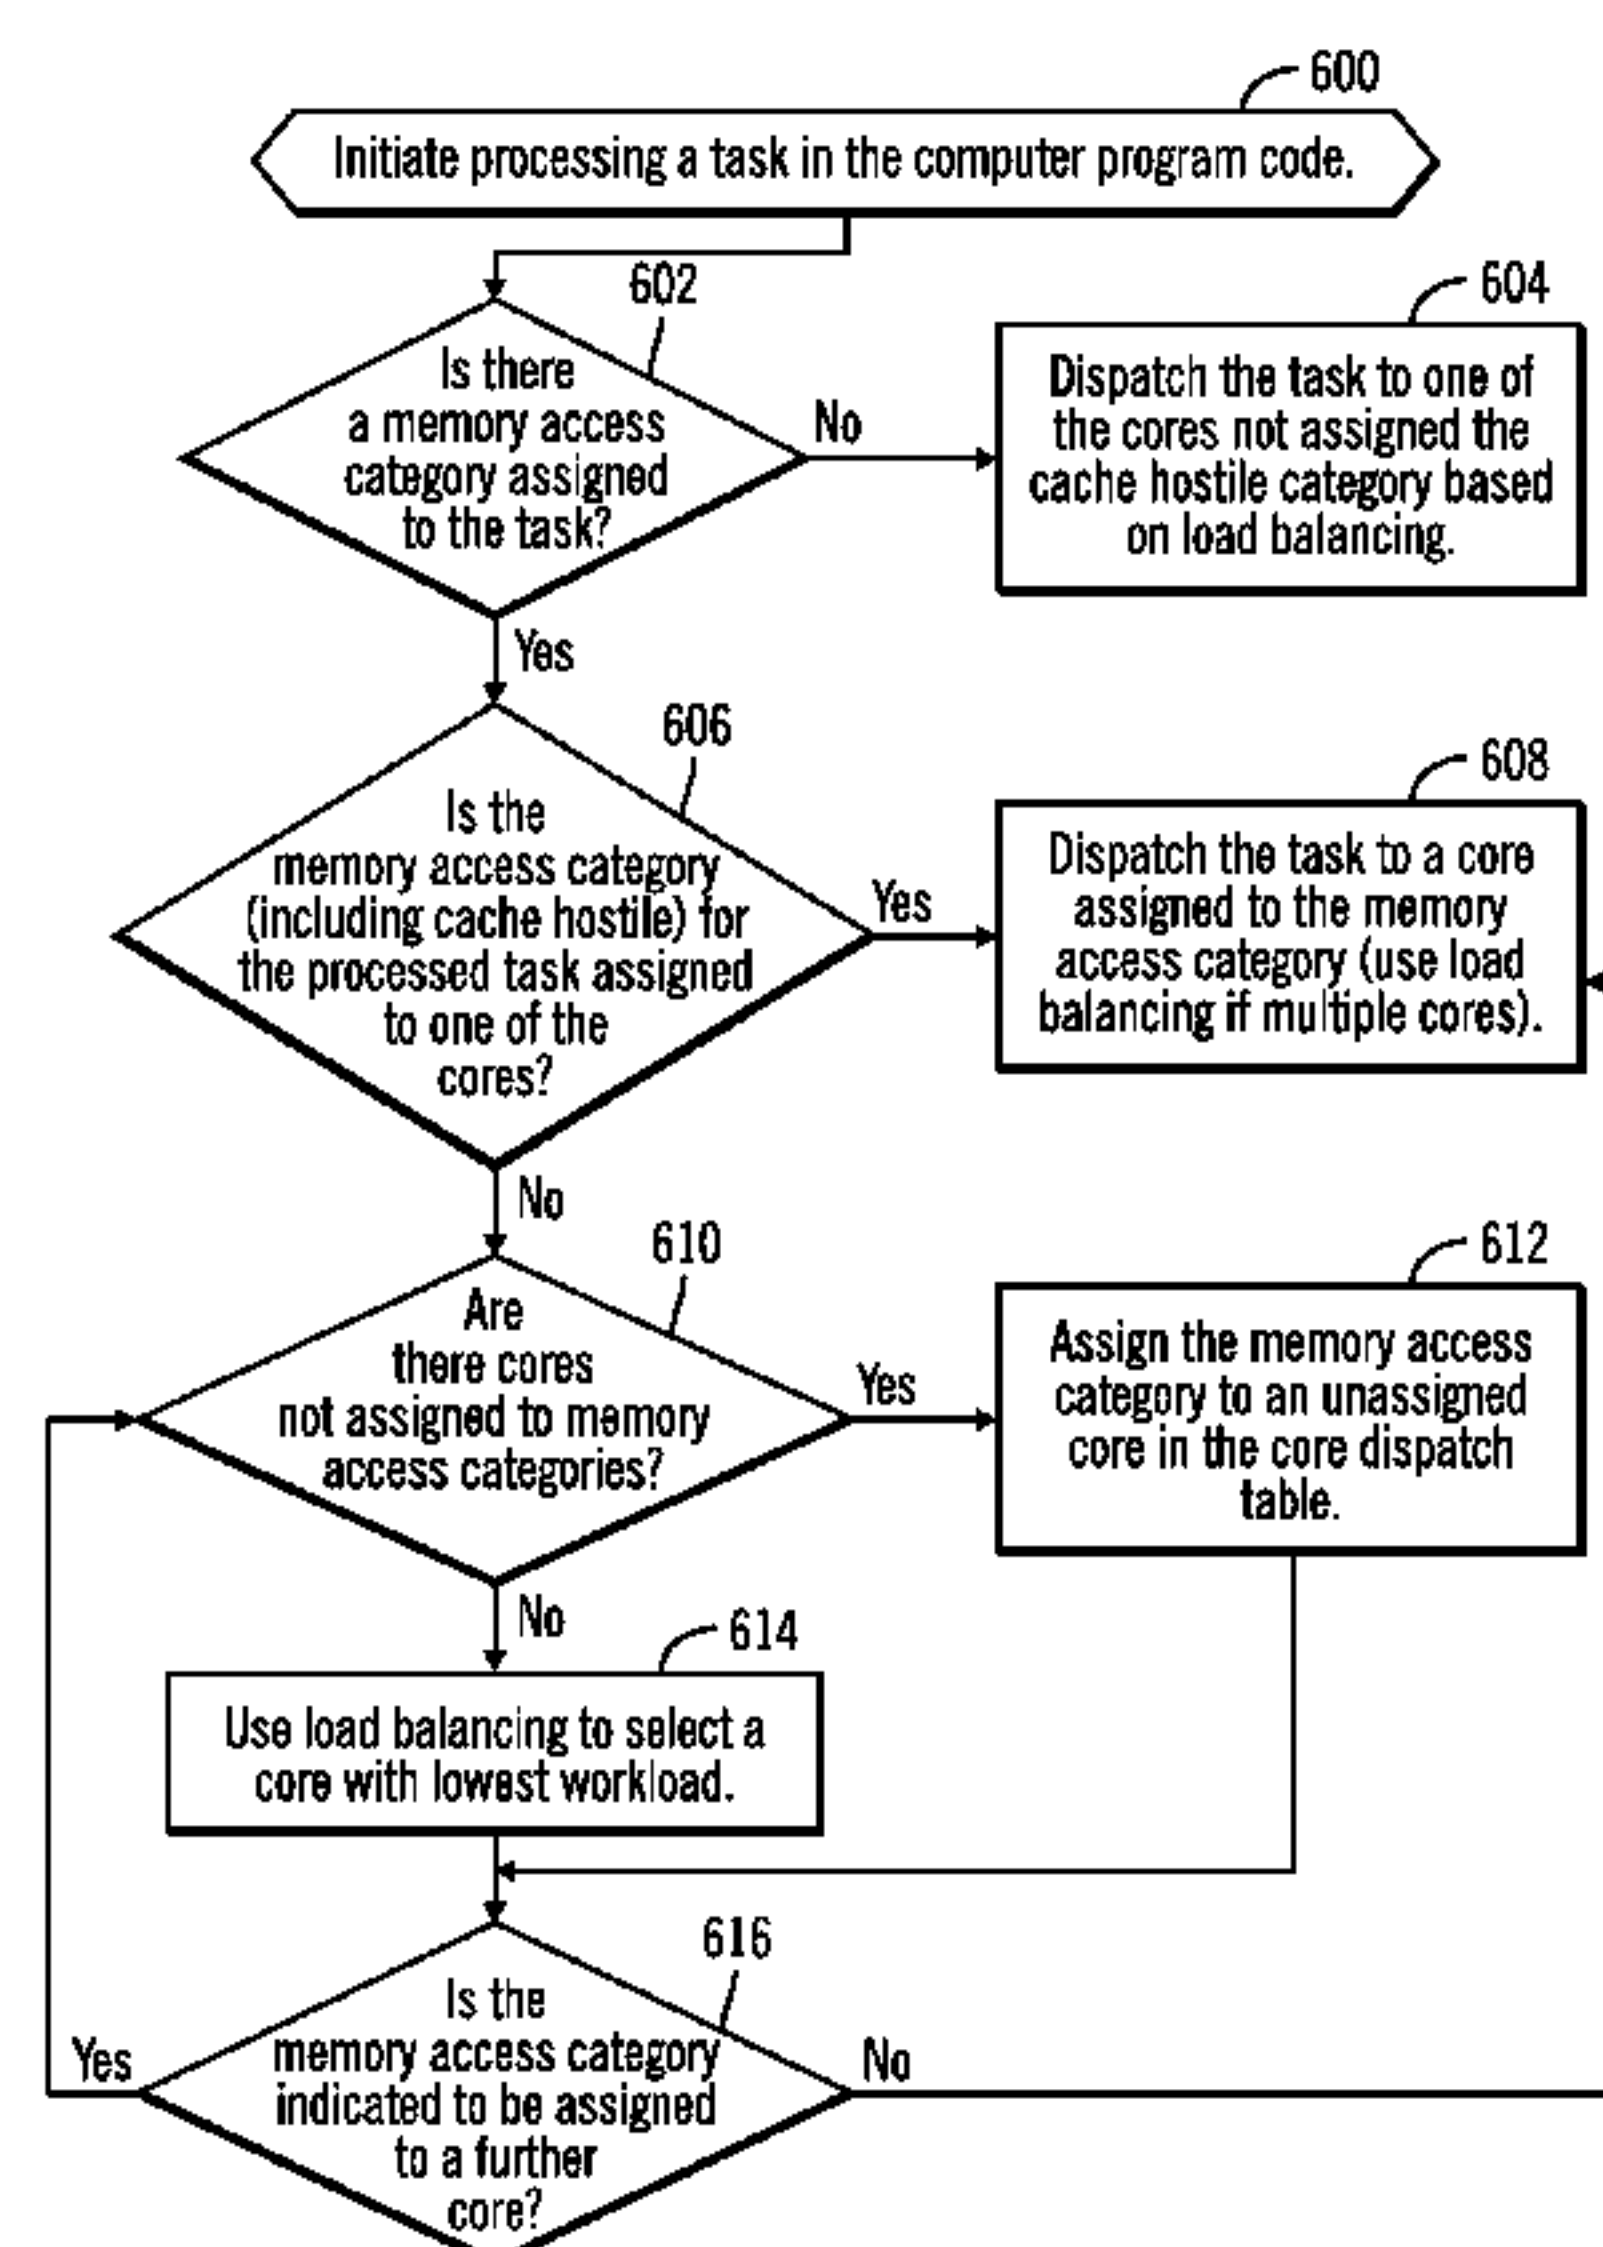 600
Initiate processing a task in the computer program code.
602
Is there
a memory access
category assigned
to the task?
No
604
Dispatch the task to one of
the cores not assigned the
cache hostile category based
on load balancing.
Yes
606
Is the
memory access category
(including cache hostile) for
the processed task assigned
to one of the
cores?
Yes
608
Dispatch the task to a core
assigned to the memory
access category (use load
balancing if multiple cores).
No
610
Are
there cores
not assigned to memory
access categories?
Yes
612
Assign the memory access
category to an unassigned
core in the core dispatch
table.
No
614
Use load balancing to select a
core with lowest workload.
616
Is the
memory access category
indicated to be assigned
to a further
core?
Yes
No